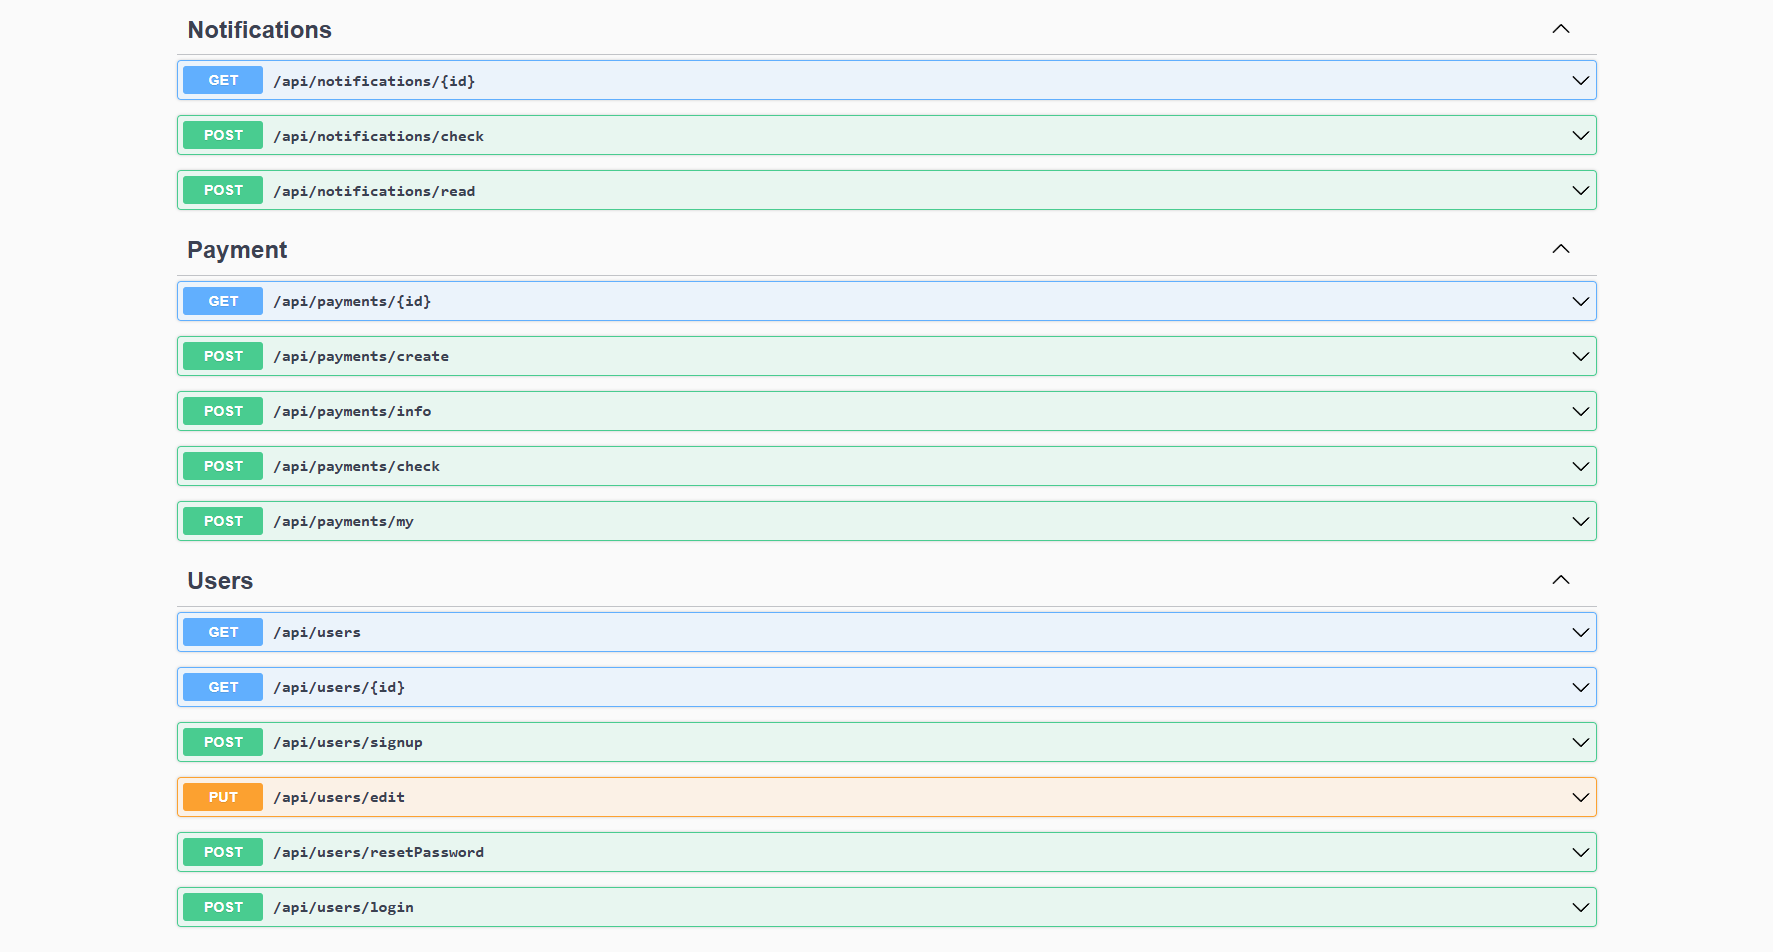 Notifications
GET /api/notifications/{id}
POST /api/notifications/check
POST /api/notifications/read
Payment
GET /api/payments/{id}
POST /api/payments/create
POST /api/payments/info
POST /api/payments/check
POST /api/payments/my
Users
GET /api/users
GET /api/users/{id}
POST /api/users/signup
PUT /api/users/edit
POST /api/users/resetPassword
POST /api/users/login